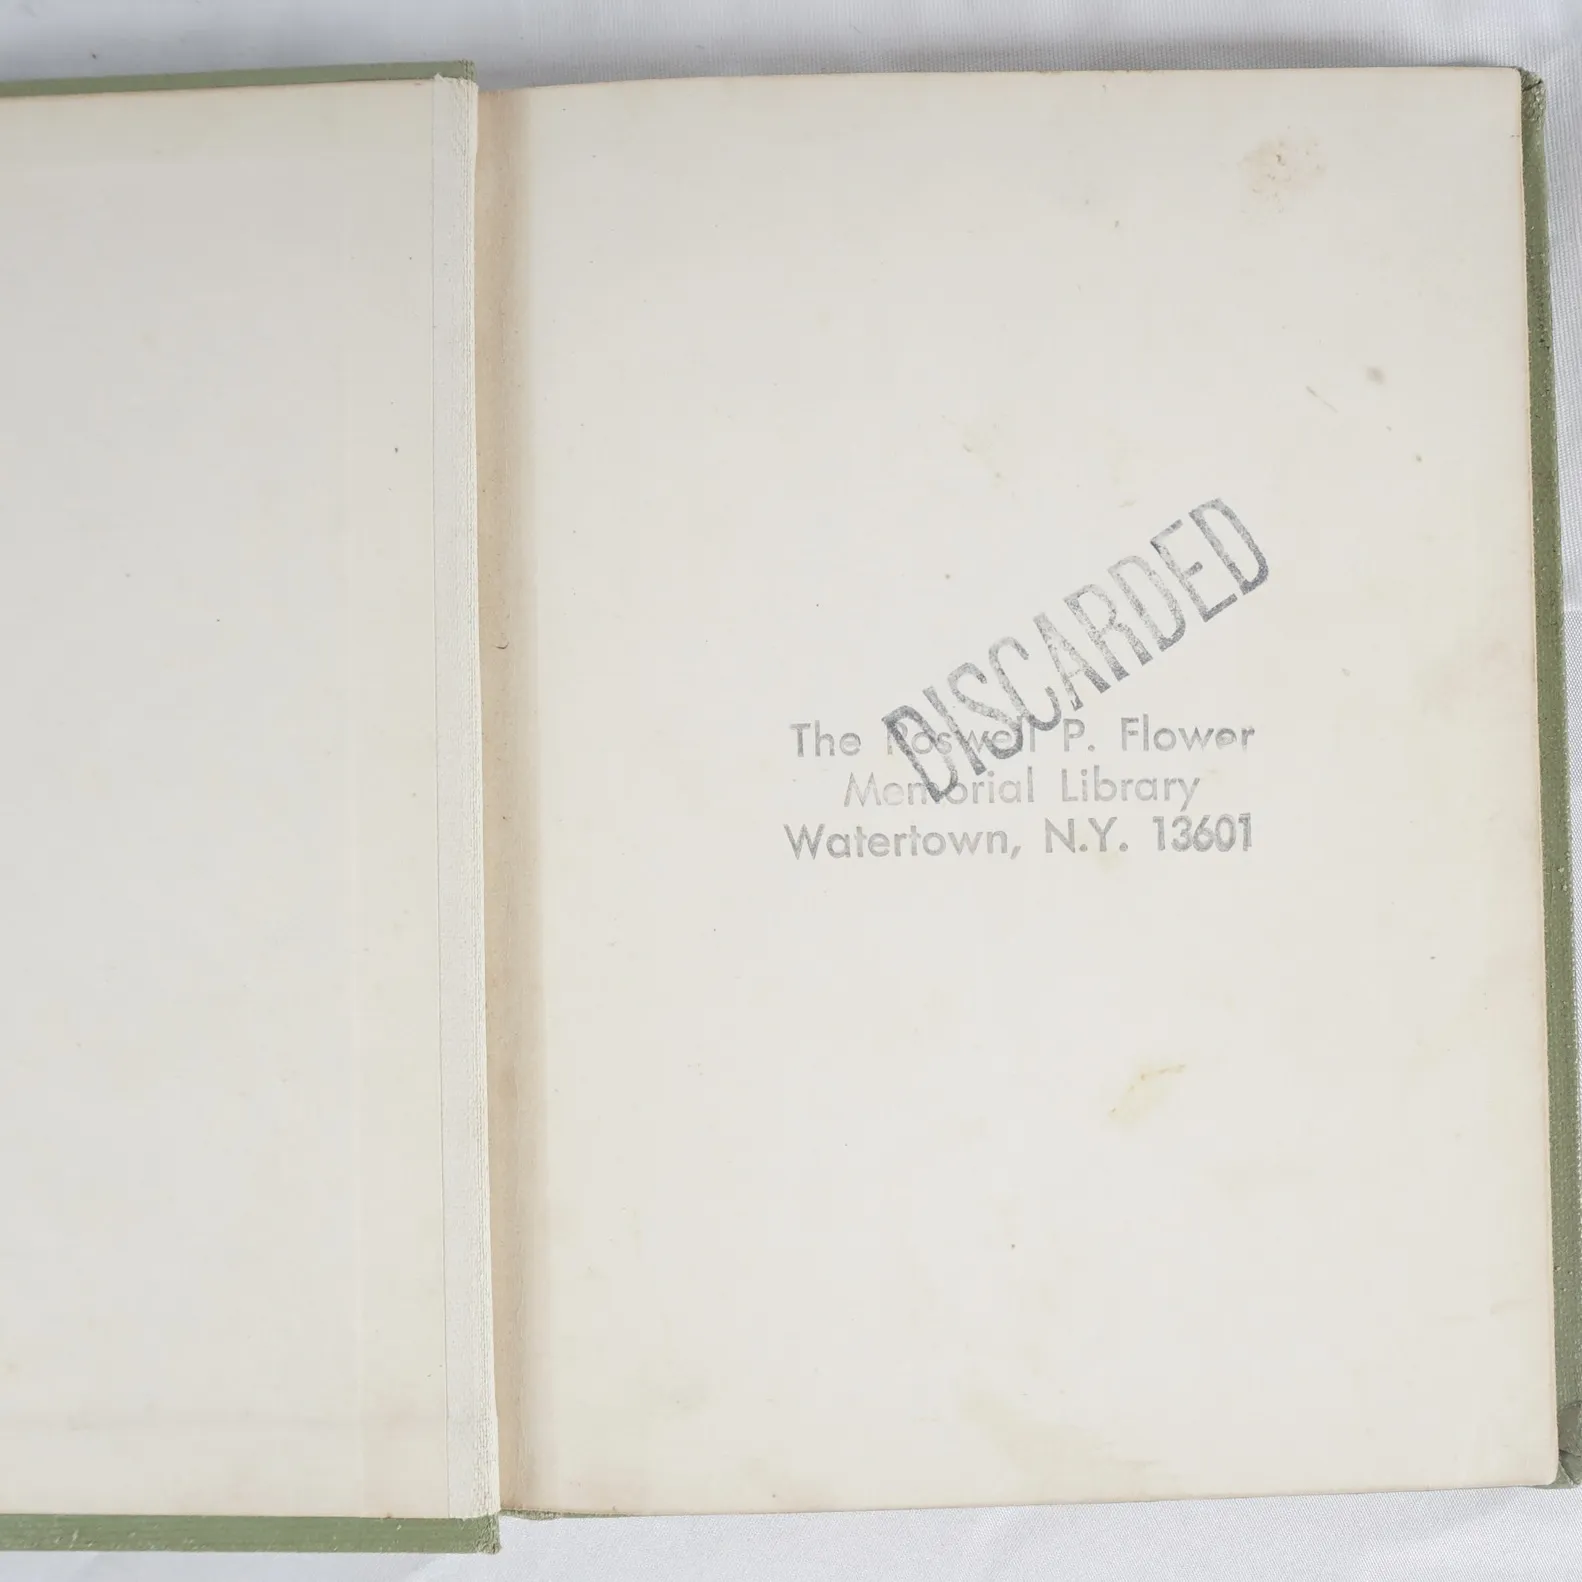 DISCARDED
The Roswell P. Flower
Memorial Library
Watertown, N.Y. 13601